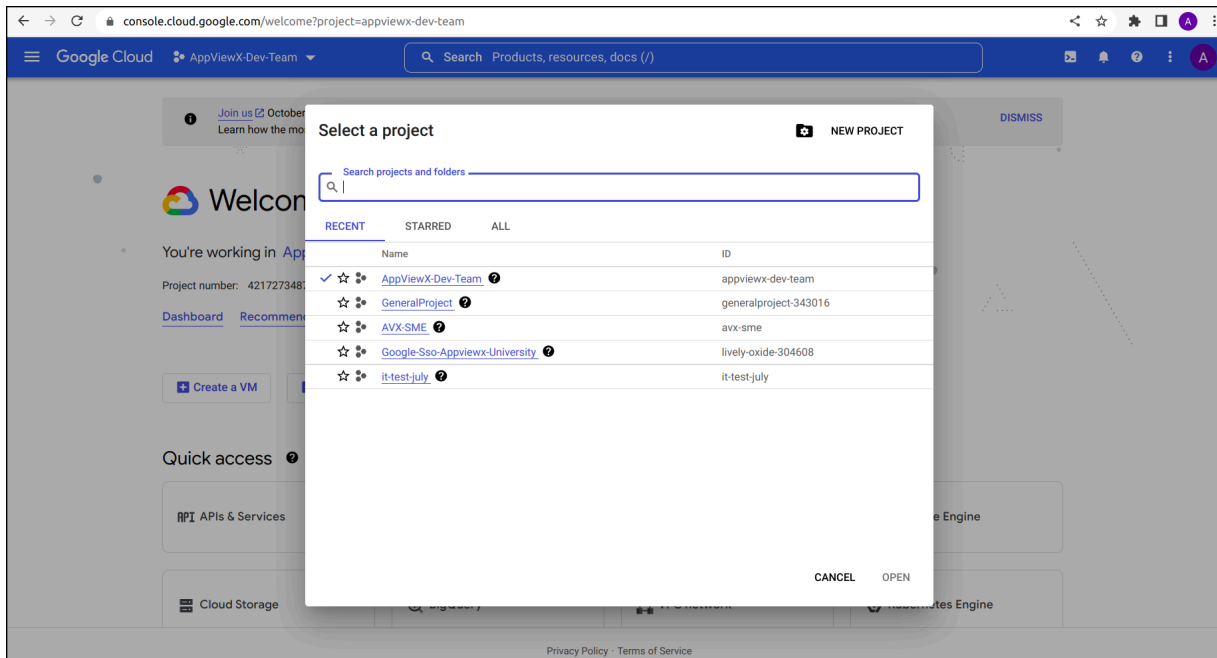 console.cloud.google.com/welcome?project=appviewx-dev-team
A
Google Cloud AppViewX-Dev-Team Search Products, resources, docs (/) A
Join us October
Learn how the mo
DISMISS
Select a project NEW PROJECT
Search projects and folders
RECENT STARRED ALL
Name ID
AppViewX-Dev-Team appviewx-dev-team
GeneralProject generalproject-343016
AVX-SME avx-sme
Google-Sso-Appviewx-University lively-oxide-304608
it-test-july it-test-july
CANCEL OPEN
Welcon
You're working in App
Project number: 421727348
Dashboard Recommen
Create a VM
Quick access
API APIs & Services
e Engine
Cloud Storage
Engine
Privacy Policy · Terms of Service